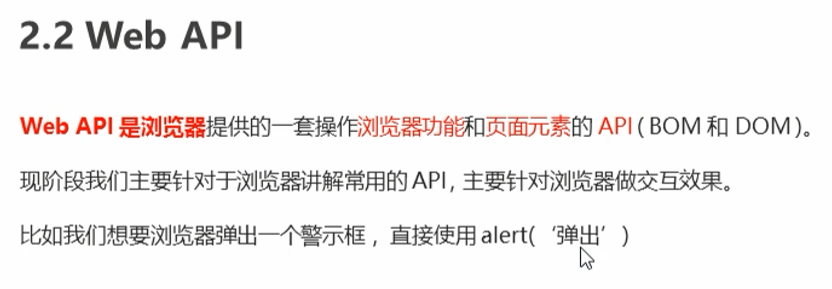 2.2 Web API
Web API 是浏览器提供的一套操作浏览器功能和页面元素的 API ( BOM 和 DOM )。
现阶段我们主要针对于浏览器讲解常用的 API , 主要针对浏览器做交互效果。
比如我们想要浏览器弹出一个警示框 ，直接使用 alert(‘弹出’)